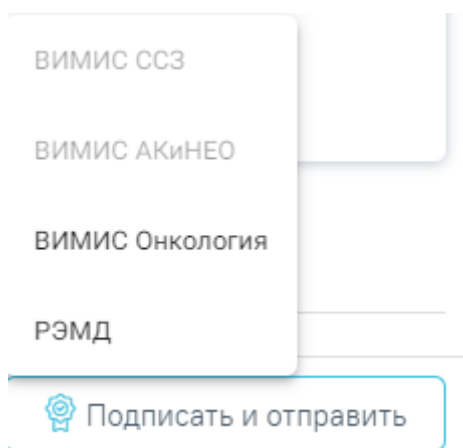 ВИМИС ССЗ
ВИМИС АКиНЕО
ВИМИС Онкология
РЭМД
Подписать и отправить